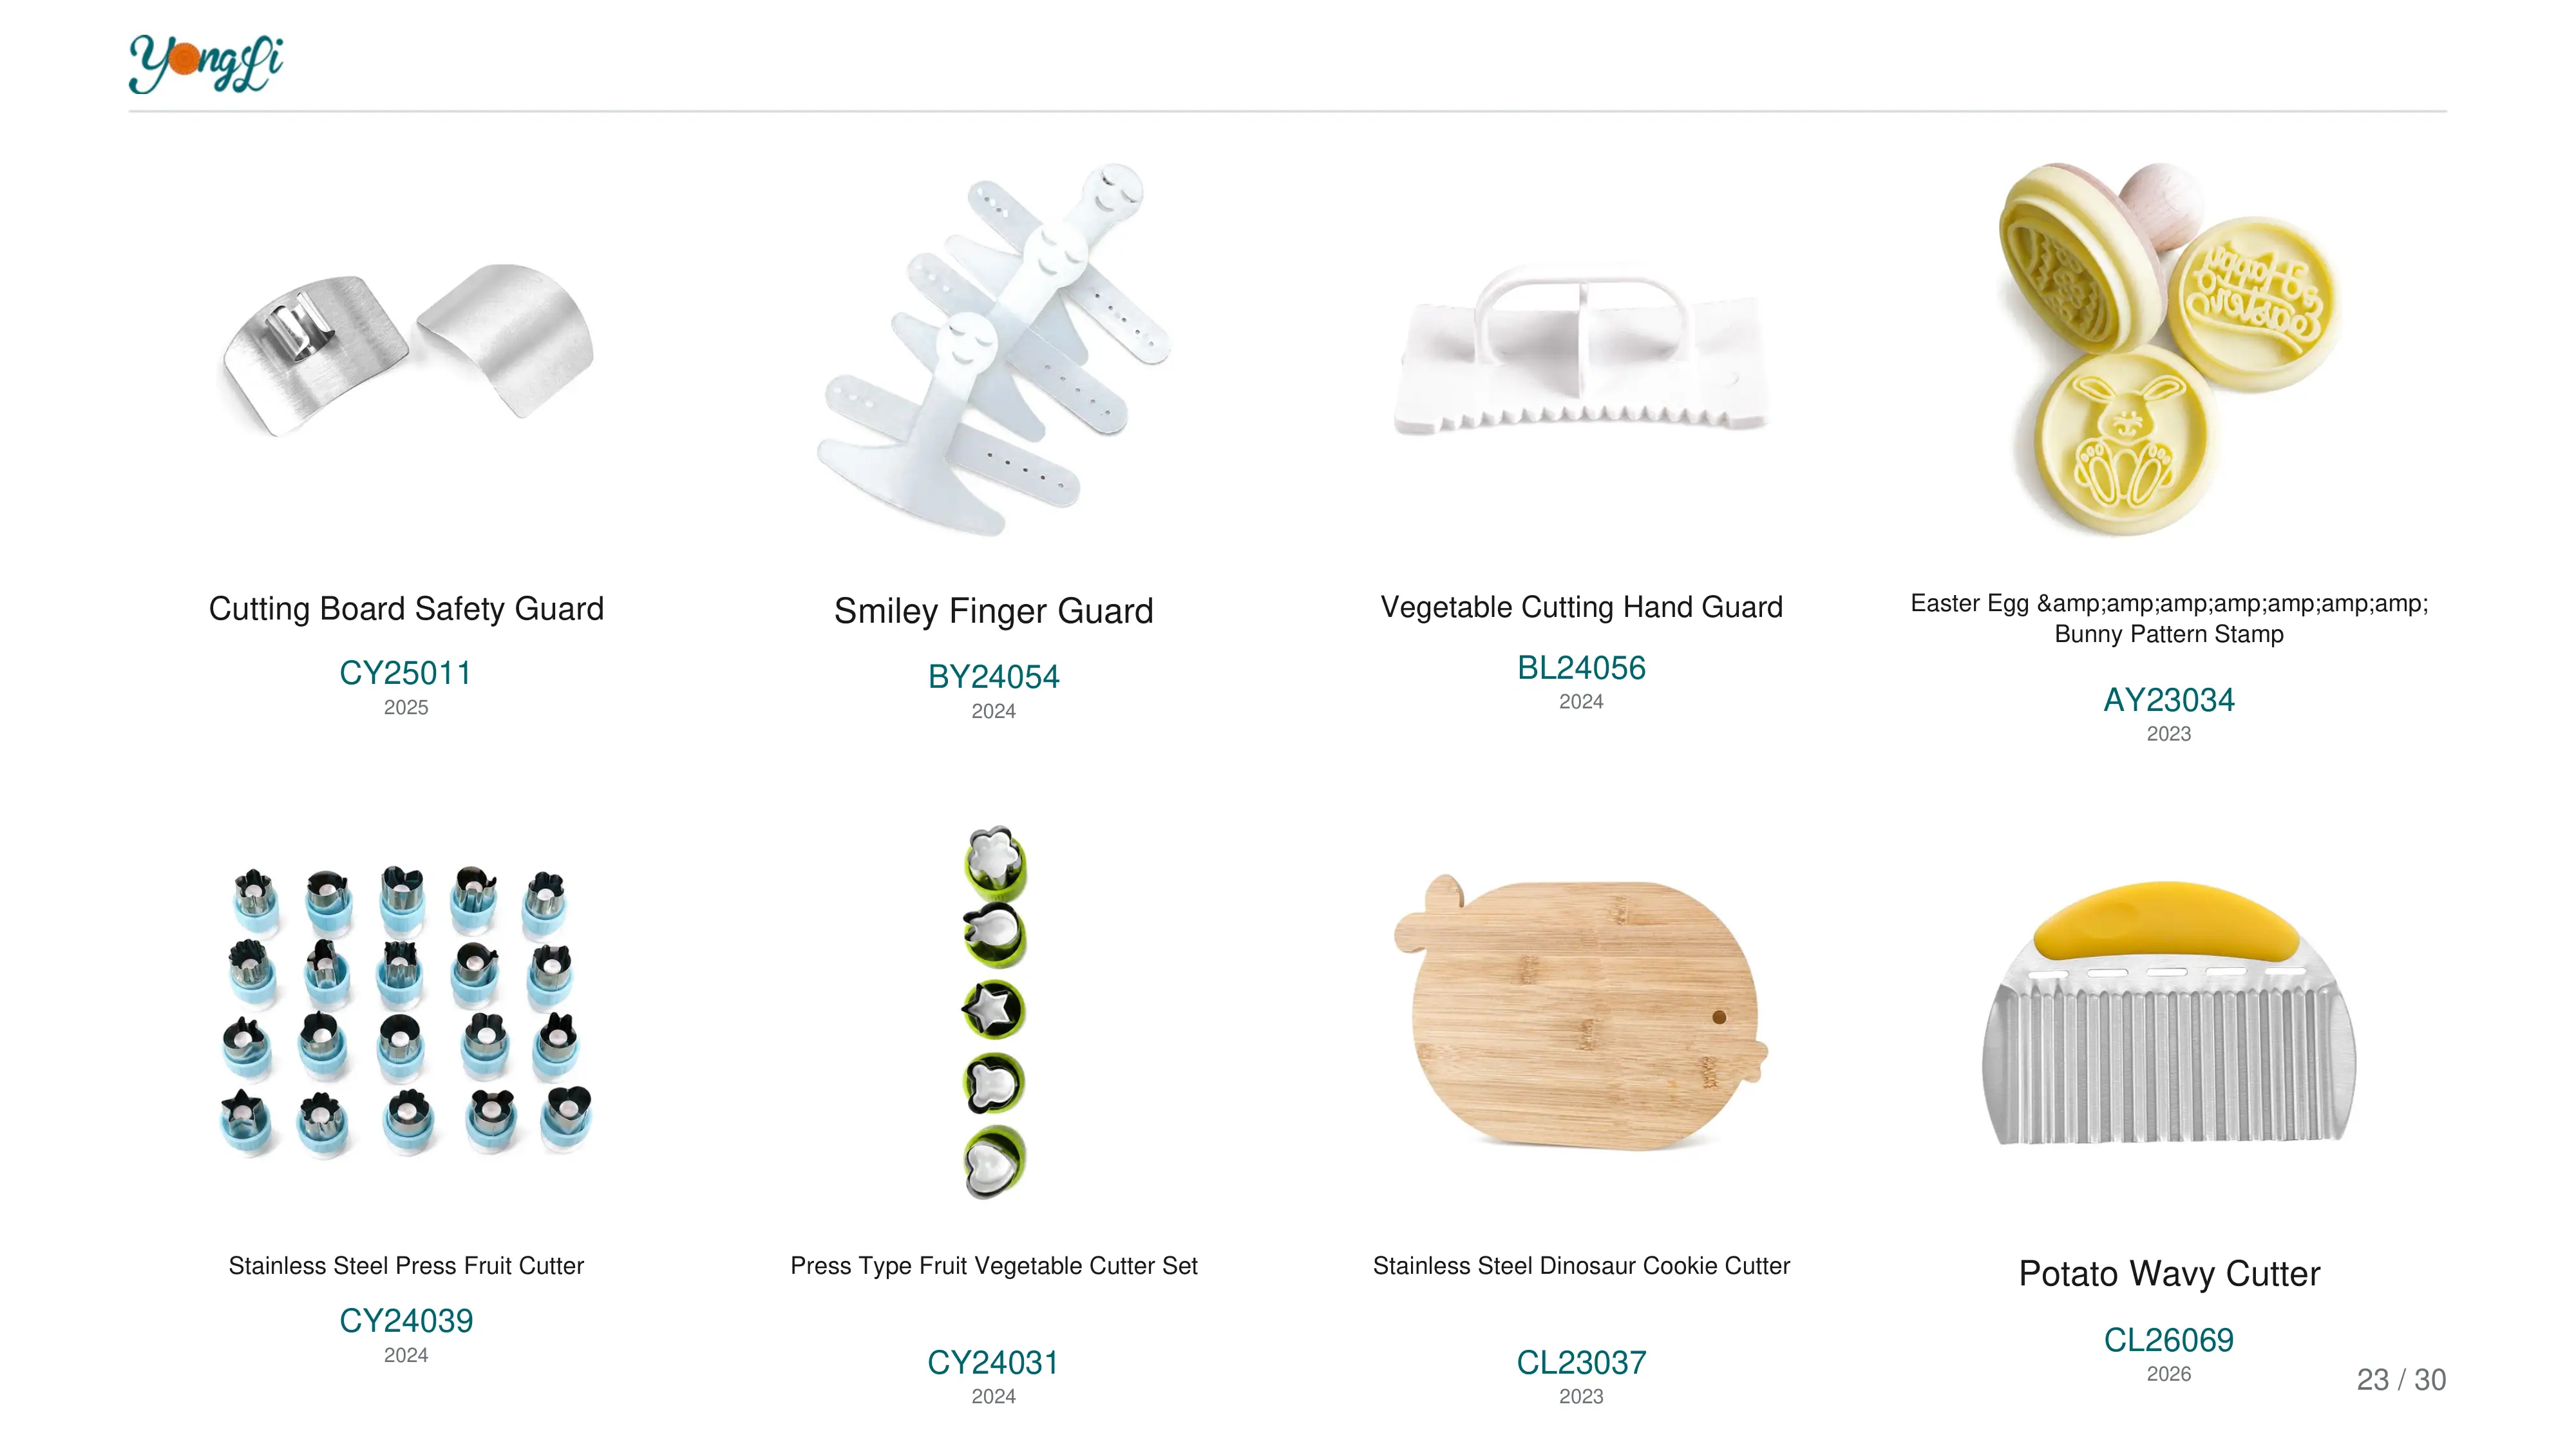 YongLi
Happy
Easter
Cutting Board Safety Guard
CY25011
2025
Smiley Finger Guard
BY24054
2024
Vegetable Cutting Hand Guard
BL24056
2024
Easter Egg &amp;amp;amp;amp;amp;amp;amp;
Bunny Pattern Stamp
AY23034
2023
Stainless Steel Press Fruit Cutter
CY24039
2024
Press Type Fruit Vegetable Cutter Set
CY24031
2024
Stainless Steel Dinosaur Cookie Cutter
CL23037
2023
Potato Wavy Cutter
CL26069
2026
23 / 30